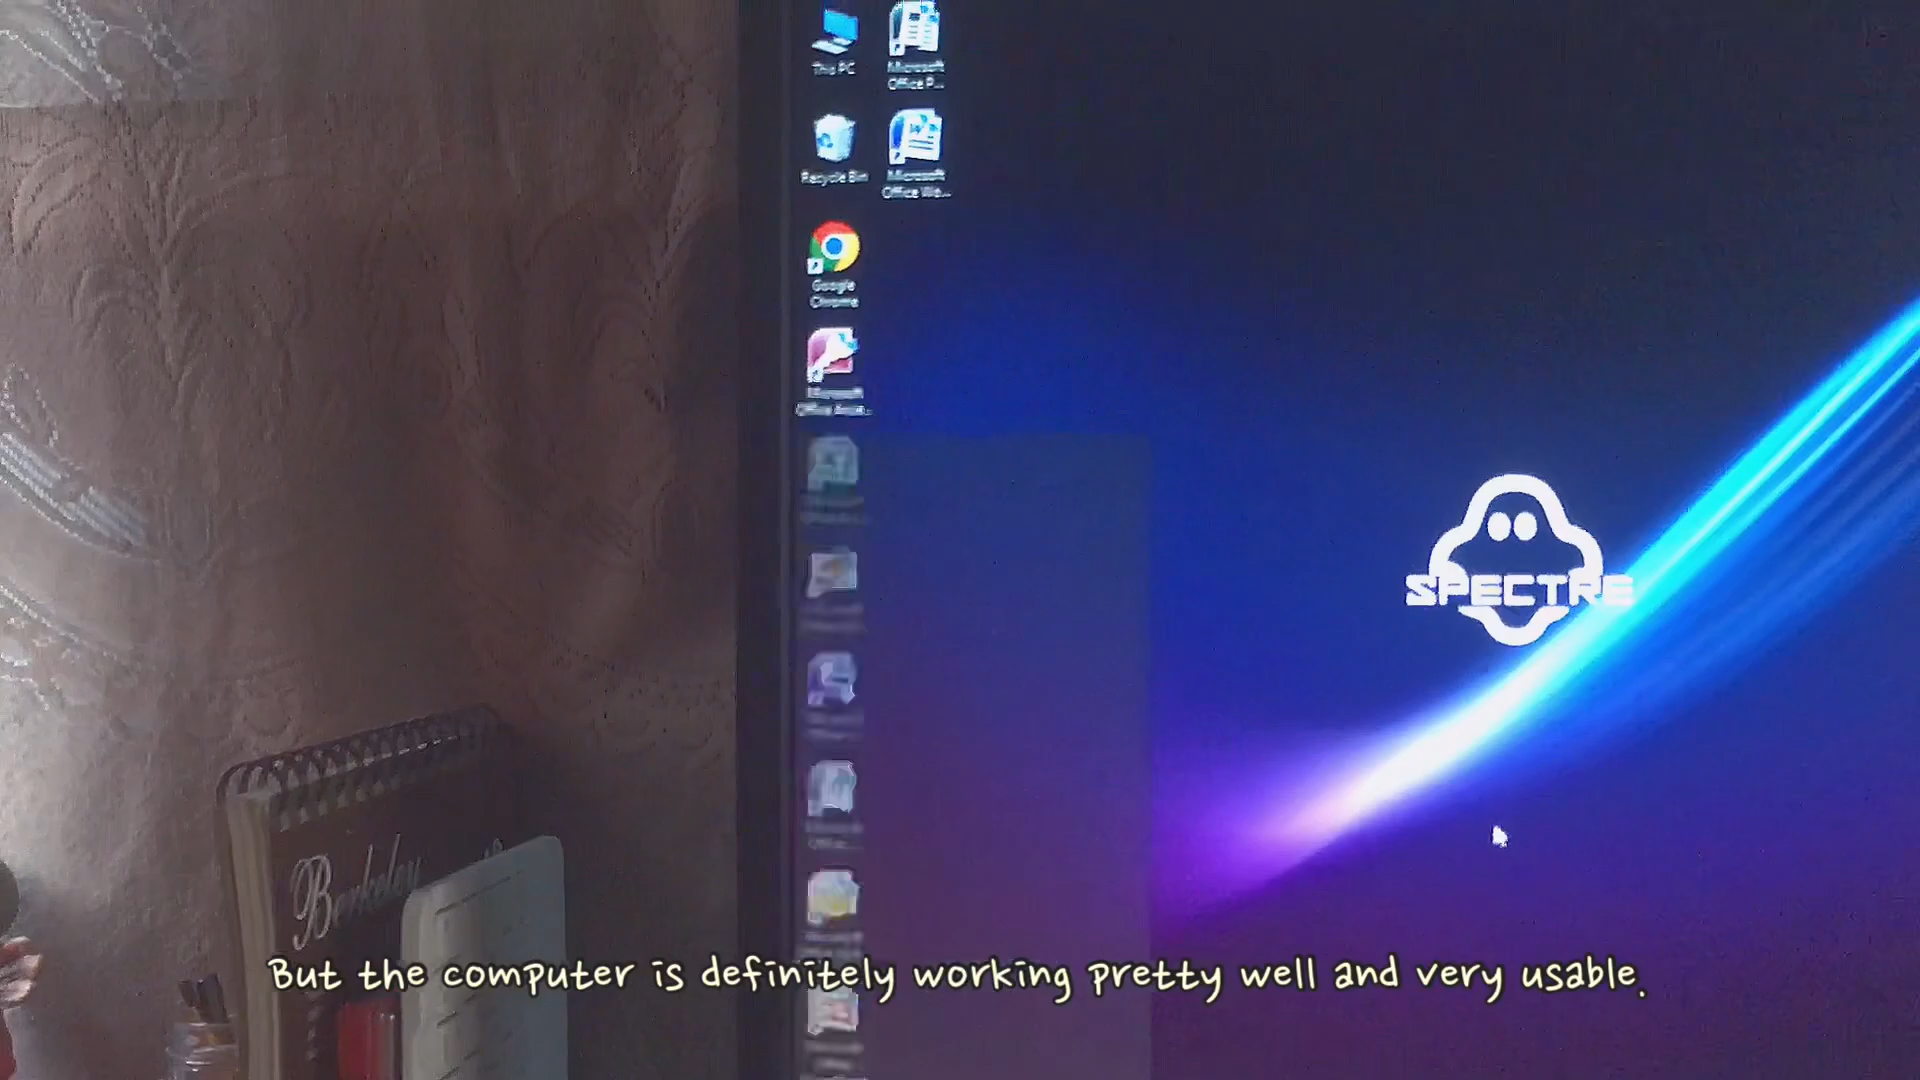 This PC
Microsoft
Office P...
Recycle Bin
Microsoft
Office Wo...
Google
Chrome
Microsoft
SPECTRE
Berkeley
But the computer is definitely working pretty well and very usable.